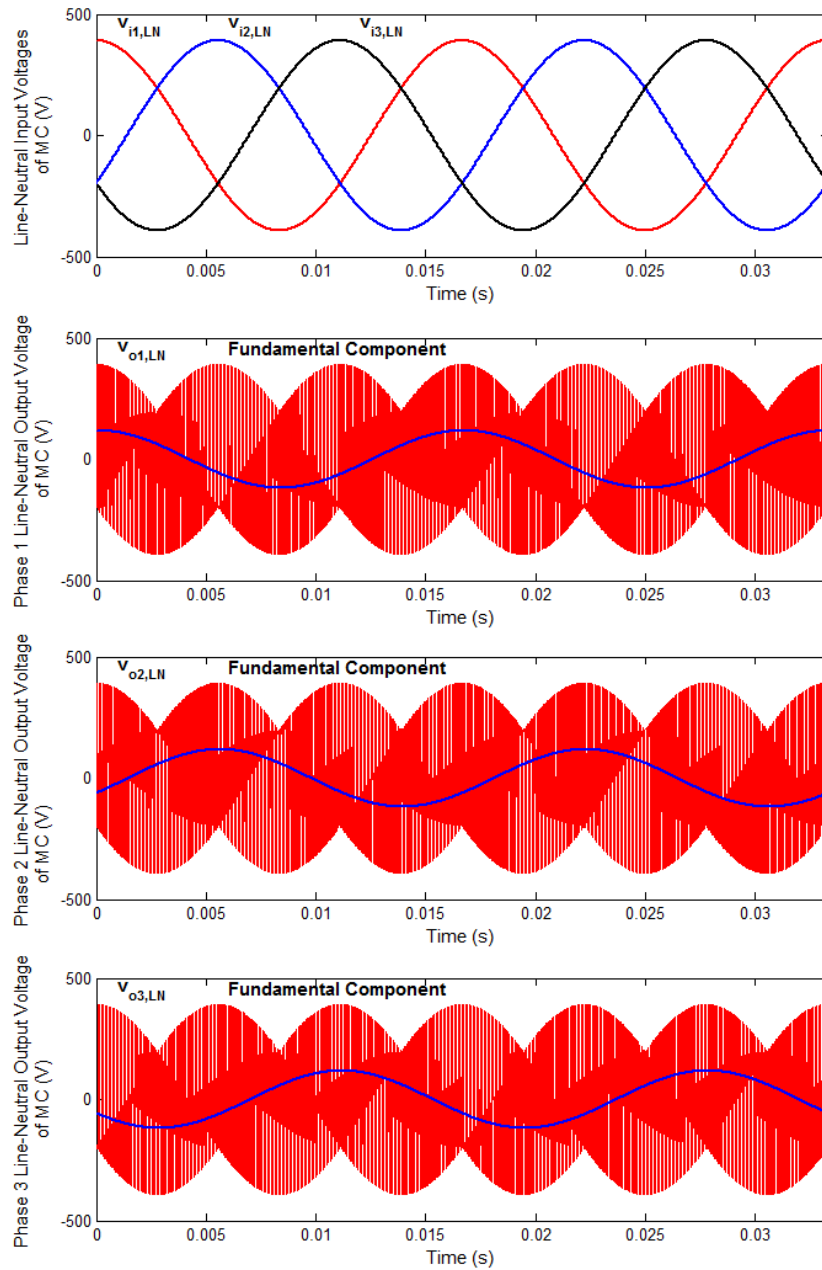 v_i1,LN v_i2,LN v_i3,LN
Line-Neutral Input Voltages
of MC (V)
500
0
-500
0 0.005 0.01 0.015 0.02 0.025 0.03
Time (s)
v_o1,LN Fundamental Component
Phase 1 Line-Neutral Output Voltage
of MC (V)
500
0
-500
0 0.005 0.01 0.015 0.02 0.025 0.03
Time (s)
v_o2,LN Fundamental Component
Phase 2 Line-Neutral Output Voltage
of MC (V)
500
0
-500
0 0.005 0.01 0.015 0.02 0.025 0.03
Time (s)
v_o3,LN Fundamental Component
Phase 3 Line-Neutral Output Voltage
of MC (V)
500
0
-500
0 0.005 0.01 0.015 0.02 0.025 0.03
Time (s)